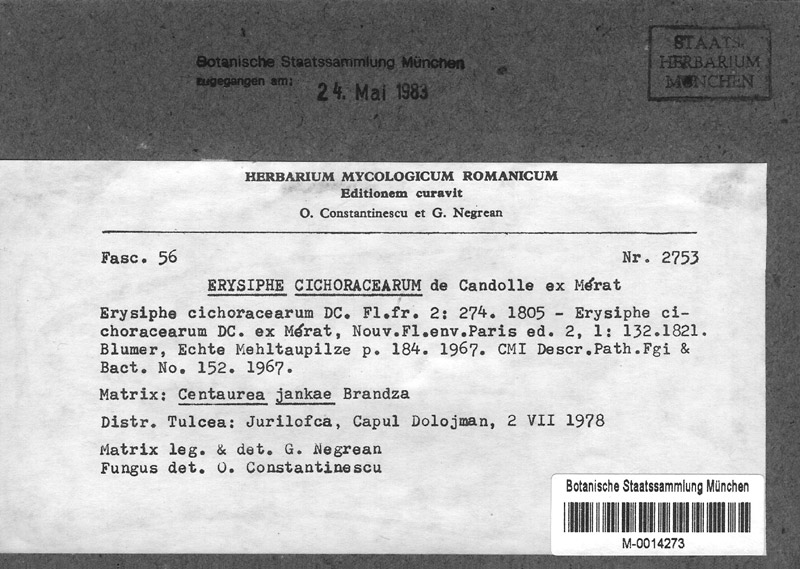 Botanische Staatssammlung München
zugegangen am:
24. Mai 1983
STAATS
HERBARIUM
MÜNCHEN
HERBARIUM MYCOLOGICUM ROMANICUM
Editionem curavit
O. Constantinescu et G. Negrean
Fasc. 56 Nr. 2753
ERYSIPHE CICHORACEARUM de Candolle ex Mérat
Erysiphe cichoracearum DC. Fl.fr. 2: 274. 1805 - Erysiphe ci-
choracearum DC. ex Mérat, Nouv.Fl.env.Paris ed. 2, 1: 132.1821.
Blumer, Echte Mehltaupilze p. 184. 1967. CMI Descr.Path.Fgi &
Bact. No. 152. 1967.
Matrix: Centaurea jankae Brandza
Distr. Tulcea: Jurilofca, Capul Dolojman, 2 VII 1978
Matrix leg. & det. G. Negrean
Fungus det. O. Constantinescu
Botanische Staatssammlung München
M-0014273